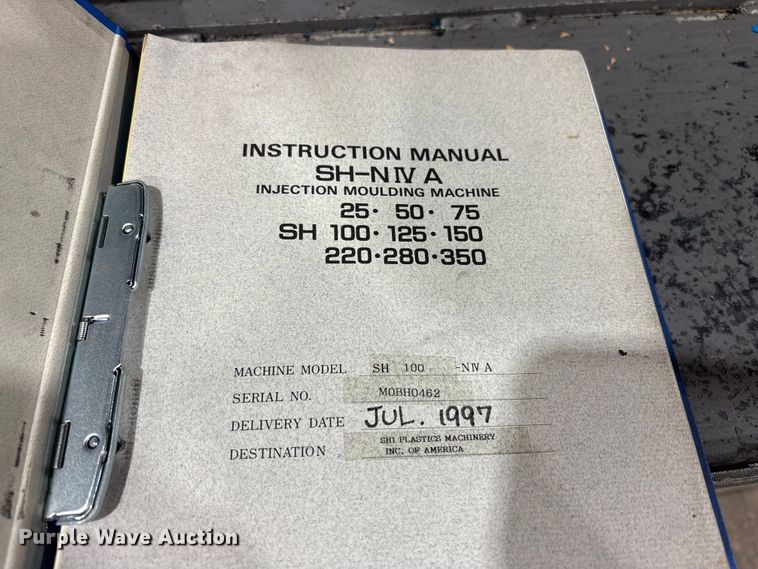 INSTRUCTION MANUAL
SH-NⅣ A
INJECTION MOULDING MACHINE
25・ 50・ 75
SH 100・125・150
220・280・350
MACHINE MODEL SH 100 -NⅣ A
SERIAL NO. M0BH0462
DELIVERY DATE JUL. 1997
DESTINATION SHI PLASTICS MACHINERY
INC. OF AMERICA
Purple Wave Auction